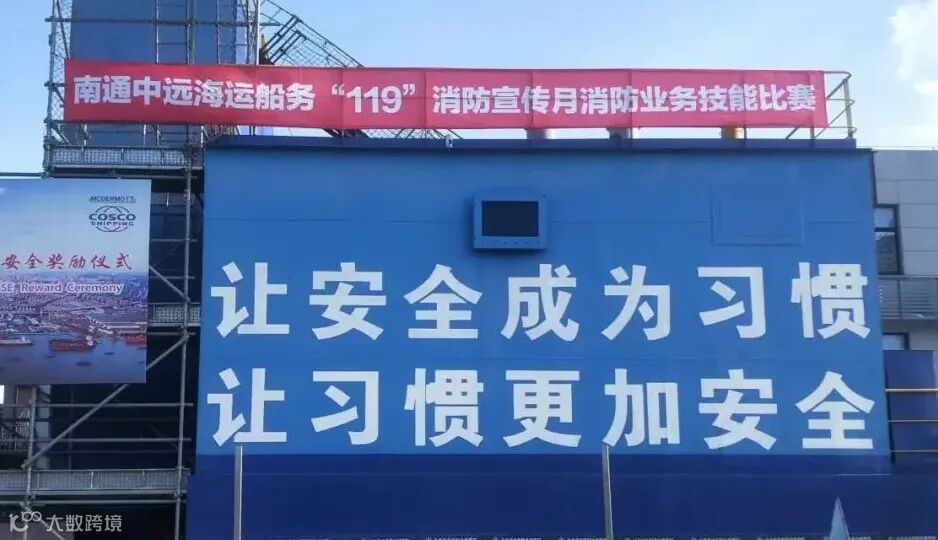 南通中远海运船务“119”消防宣传月消防业务技能比赛
MCDERMOTT
COSCO
SHIPPING
安全奖励仪式
SE Reward Ceremony
让安全成为习惯
让习惯更加安全
大数跨境